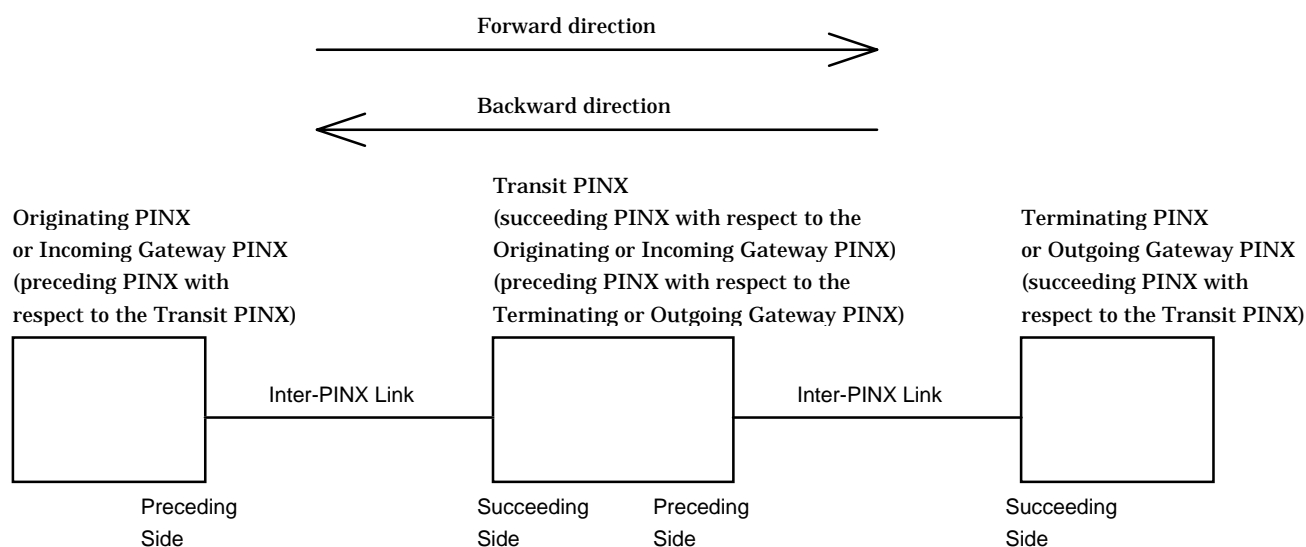 Forward direction
Backward direction
Originating PINX
or Incoming Gateway PINX
(preceding PINX with
respect to the Transit PINX)
Transit PINX
(succeeding PINX with respect to the
Originating or Incoming Gateway PINX)
(preceding PINX with respect to the
Terminating or Outgoing Gateway PINX)
Terminating PINX
or Outgoing Gateway PINX
(succeeding PINX with
respect to the Transit PINX)
Inter-PINX Link
Inter-PINX Link
Preceding
Side
Succeeding
Side
Preceding
Side
Succeeding
Side